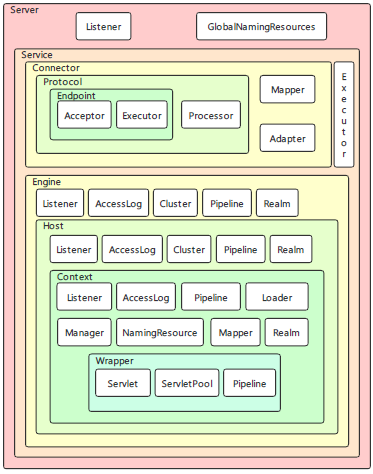 Server
Listener
GlobalNamingResources
Service
Connector
Protocol
Endpoint
Acceptor
Executor
Processor
Mapper
Adapter
Executor
Engine
Listener
AccessLog
Cluster
Pipeline
Realm
Host
Listener
AccessLog
Cluster
Pipeline
Realm
Context
Listener
AccessLog
Pipeline
Loader
Manager
NamingResource
Mapper
Realm
Wrapper
Servlet
ServletPool
Pipeline